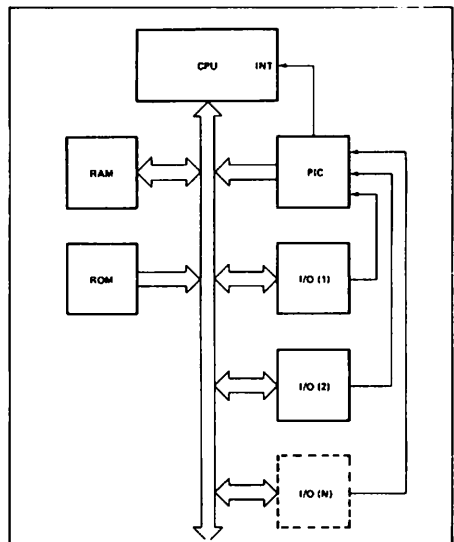 CPU INT
RAM
PIC
ROM
I/O (1)
I/O (2)
I/O (N)